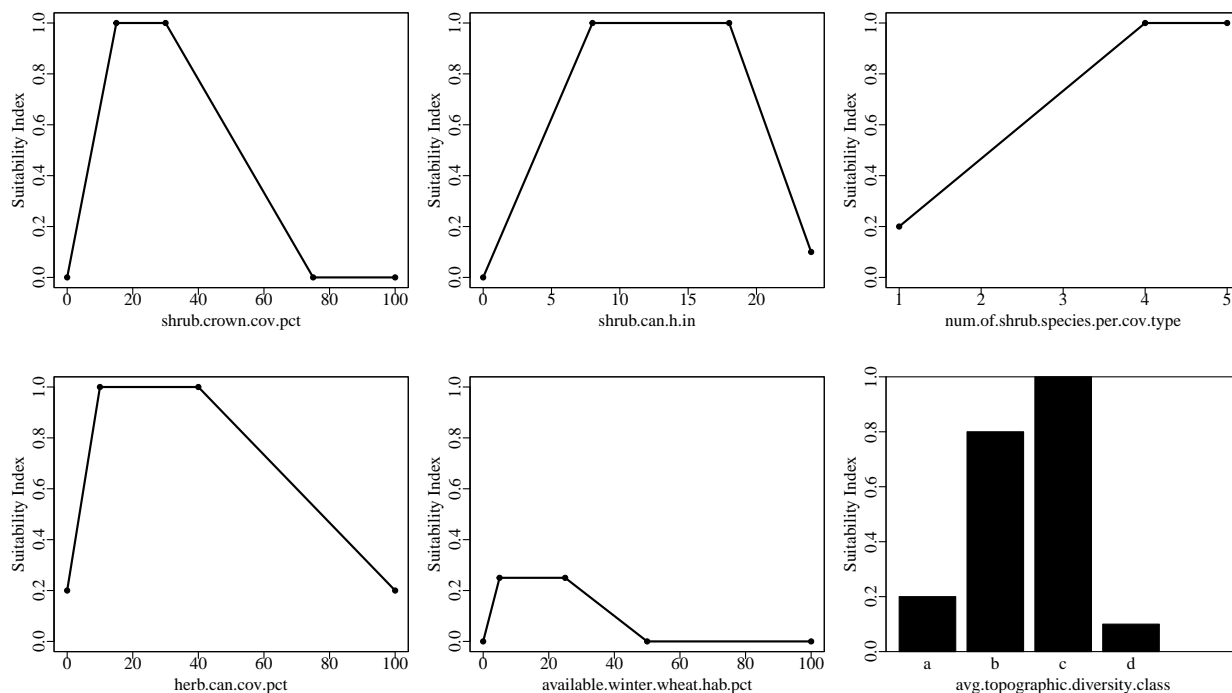 Suitability Index
0.0 0.2 0.4 0.6 0.8 1.0
0 20 40 60 80 100
shrub.crown.cov.pct
Suitability Index
0.0 0.2 0.4 0.6 0.8 1.0
0 5 10 15 20
shrub.can.h.in
Suitability Index
0.0 0.2 0.4 0.6 0.8 1.0
1 2 3 4 5
num.of.shrub.species.per.cov.type
Suitability Index
0.0 0.2 0.4 0.6 0.8 1.0
0 20 40 60 80 100
herb.can.cov.pct
Suitability Index
0.0 0.2 0.4 0.6 0.8 1.0
0 20 40 60 80 100
available.winter.wheat.hab.pct
Suitability Index
0.0 0.2 0.4 0.6 0.8 1.0
a b c d
avg.topographic.diversity.class